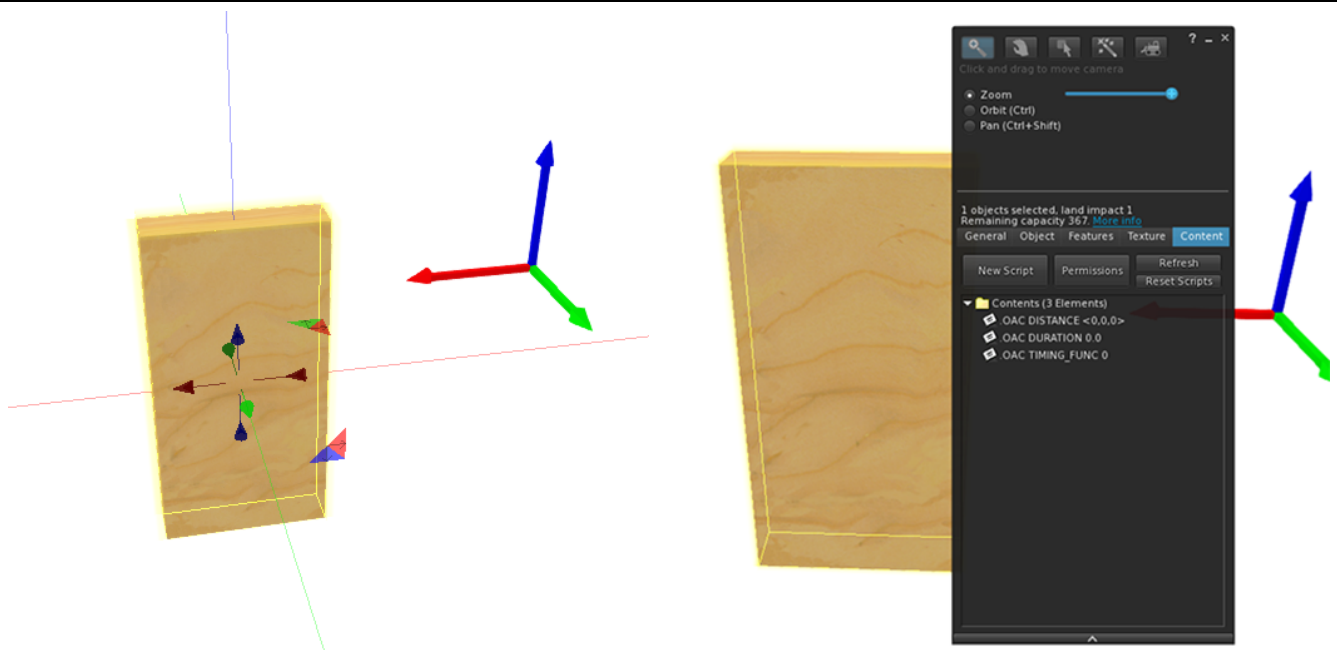 ? _ ×
Click and drag to move camera
Zoom
Orbit (Ctrl)
Pan (Ctrl+Shift)
1 objects selected, land impact 1
Remaining capacity 367. More info
General Object Features Texture Content
New Script Permissions Refresh
Reset Scripts
Contents (3 Elements)
.OAC DISTANCE <0,0,0>
.OAC DURATION 0.0
.OAC TIMING_FUNC 0